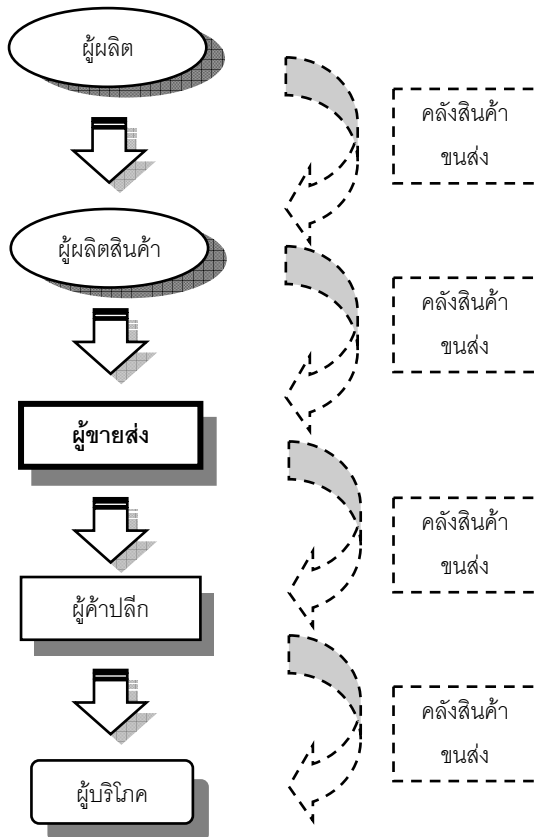 ผู้ผลิต
คลังสินค้า
ขนส่ง
ผู้ผลิตสินค้า
คลังสินค้า
ขนส่ง
ผู้ขายส่ง
คลังสินค้า
ขนส่ง
ผู้ค้าปลีก
คลังสินค้า
ขนส่ง
ผู้บริโภค